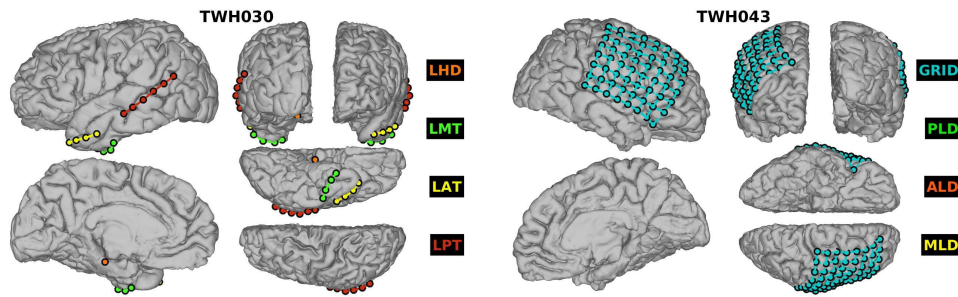 TWH030
TWH043
LHD
LMT
LAT
LPT
GRID
PLD
ALD
MLD